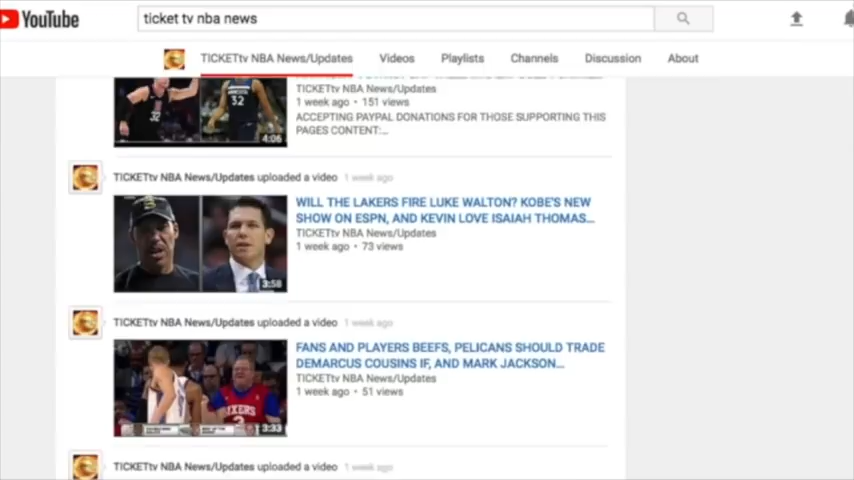 YouTube
ticket tv nba news
TICKETtv NBA News/Updates Videos Playlists Channels Discussion About
32
32
4:06
TICKETtv NBA News/Updates
1 week ago • 151 views
ACCEPTING PAYPAL DONATIONS FOR THOSE SUPPORTING THIS
PAGES CONTENT:...
TICKETtv NBA News/Updates uploaded a video 1 week ago
WILL THE LAKERS FIRE LUKE WALTON? KOBE'S NEW
SHOW ON ESPN, AND KEVIN LOVE ISAIAH THOMAS...
TICKETtv NBA News/Updates
1 week ago • 73 views
3:58
TICKETtv NBA News/Updates uploaded a video 1 week ago
FANS AND PLAYERS BEEFS, PELICANS SHOULD TRADE
DEMARCUS COUSINS IF, AND MARK JACKSON...
TICKETtv NBA News/Updates
1 week ago • 51 views
SIXERS
3:33
TICKETtv NBA News/Updates uploaded a video 1 week ago